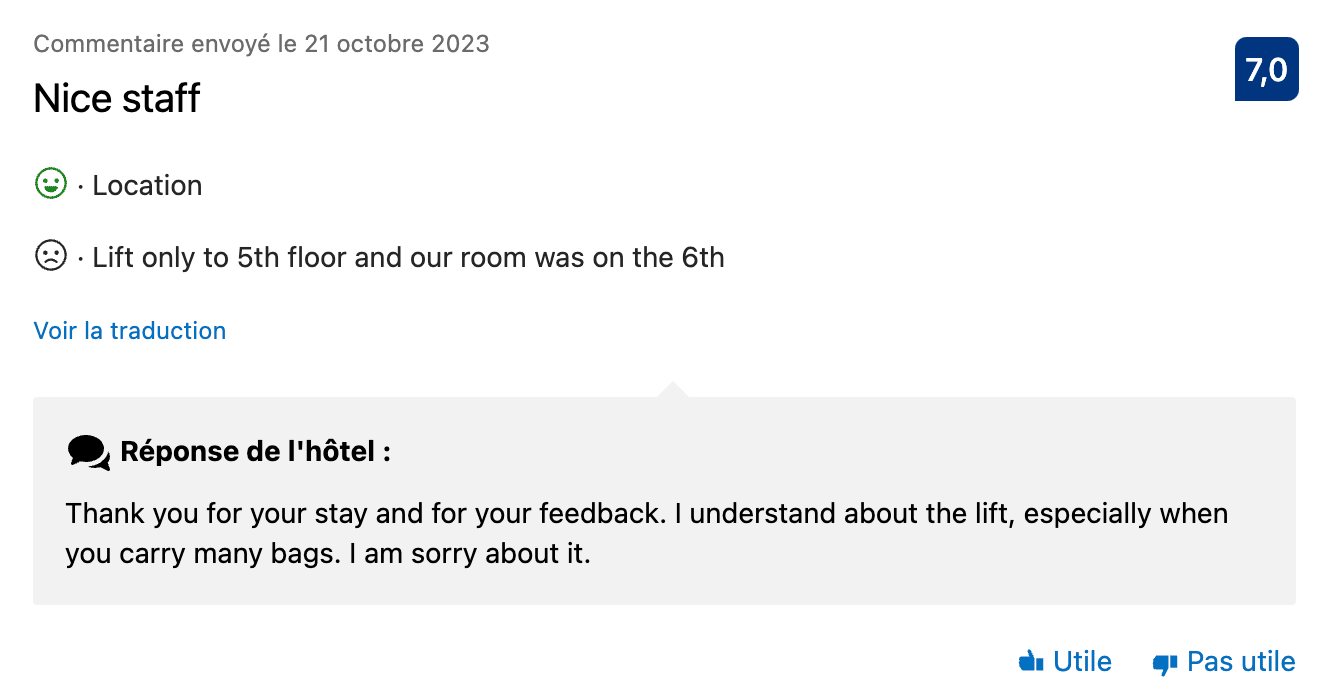 Commentaire envoyé le 21 octobre 2023
7,0
Nice staff
· Location
· Lift only to 5th floor and our room was on the 6th
Voir la traduction
Réponse de l'hôtel :
Thank you for your stay and for your feedback. I understand about the lift, especially when
you carry many bags. I am sorry about it.
Utile Pas utile